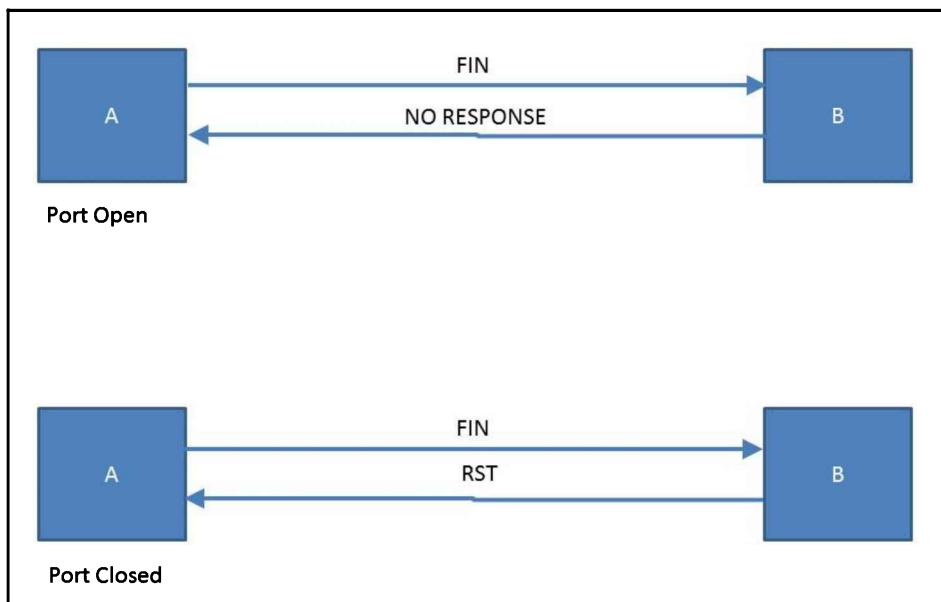 FIN
A
NO RESPONSE
B
Port Open
FIN
A
RST
B
Port Closed